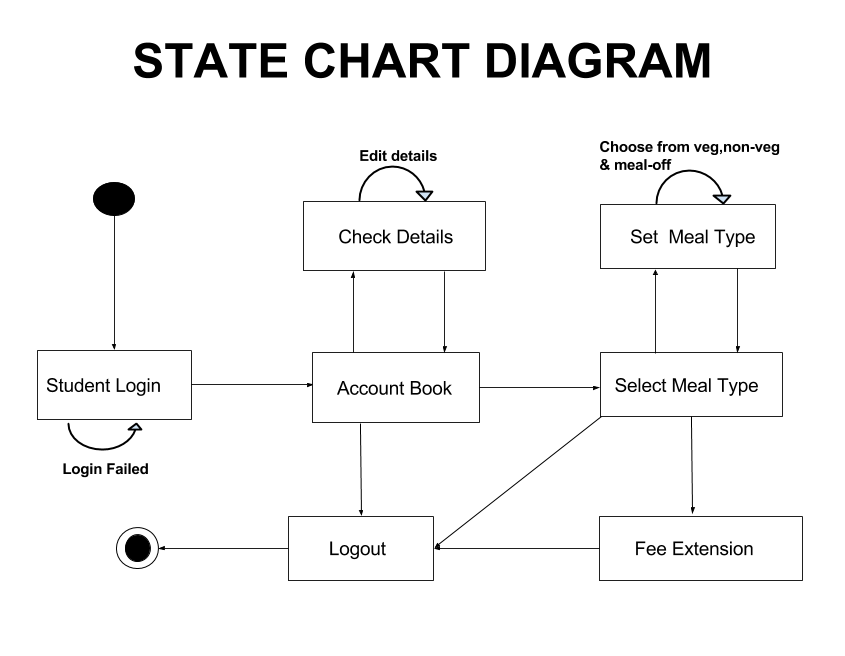 STATE CHART DIAGRAM
Edit details
Choose from veg,non-veg
& meal-off
Check Details
Set Meal Type
Student Login
Account Book
Select Meal Type
Login Failed
Logout
Fee Extension